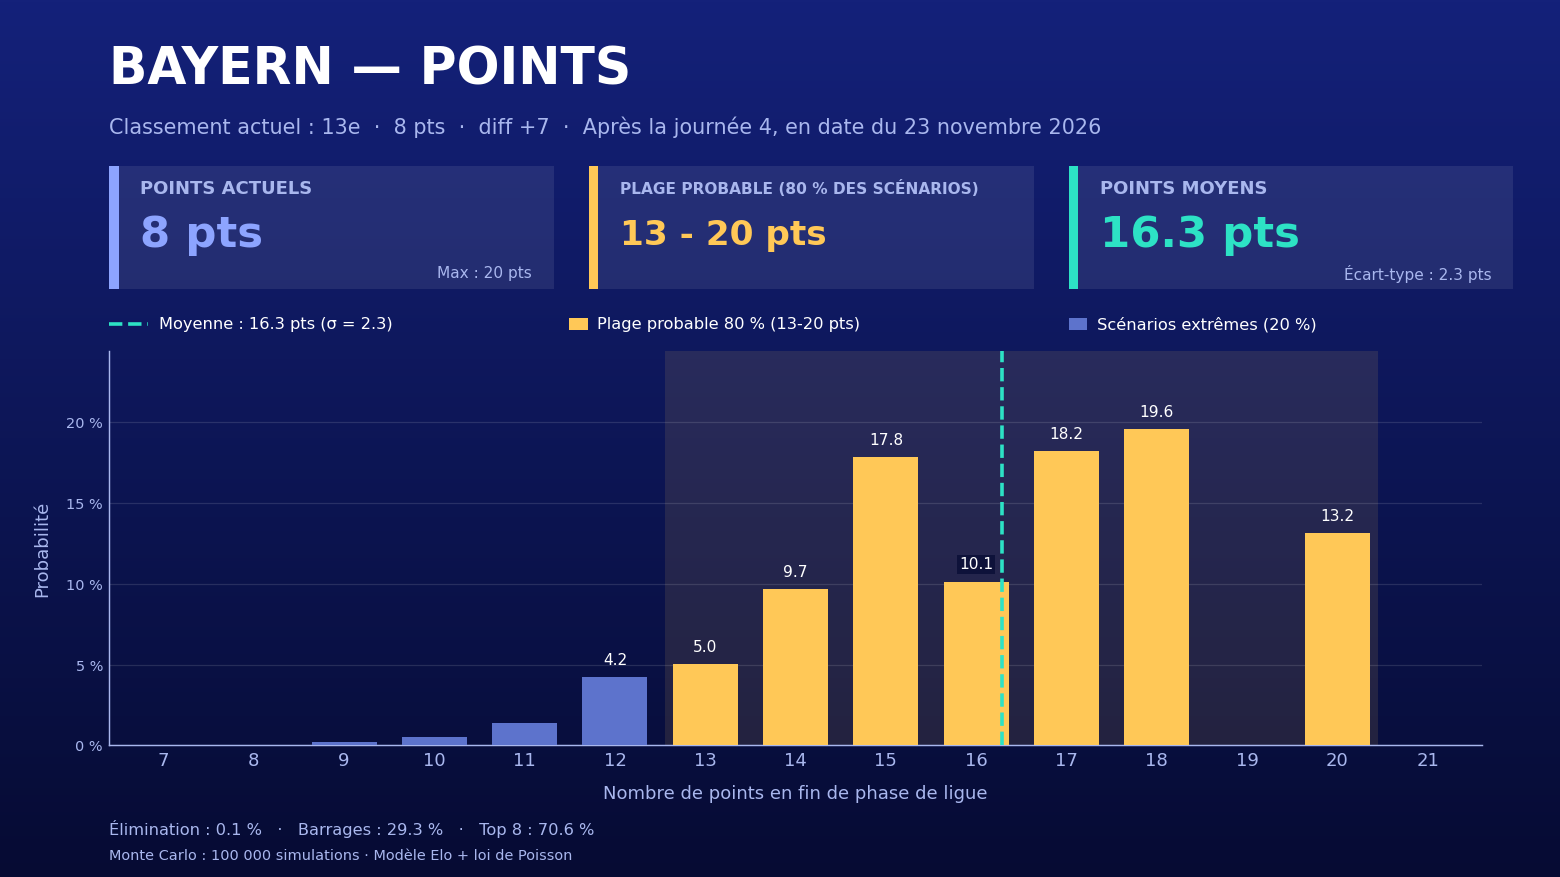 BAYERN — POINTS
Classement actuel : 13e · 8 pts · diff +7 · Après la journée 4, en date du 23 novembre 2026
POINTS ACTUELS
8 pts
Max : 20 pts
PLAGE PROBABLE (80 % DES SCÉNARIOS)
13 - 20 pts
POINTS MOYENS
16.3 pts
Écart-type : 2.3 pts
Moyenne : 16.3 pts (σ = 2.3)
Plage probable 80 % (13-20 pts)
Scénarios extrêmes (20 %)
Probabilité
20 %
15 %
10 %
5 %
0 %
4.2
5.0
9.7
17.8
10.1
18.2
19.6
13.2
7 8 9 10 11 12 13 14 15 16 17 18 19 20 21
Nombre de points en fin de phase de ligue
Élimination : 0.1 % · Barrages : 29.3 % · Top 8 : 70.6 %
Monte Carlo : 100 000 simulations · Modèle Elo + loi de Poisson